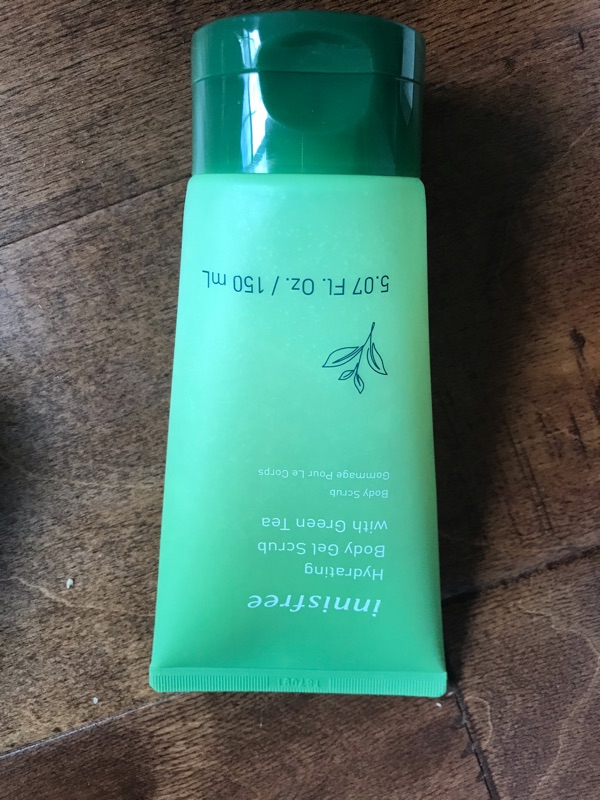 innisfree
Hydrating
Body Gel Scrub
with Green Tea
Body Scrub
Gommage Pour Le Corps
5.07 Fl. Oz. / 150 mL